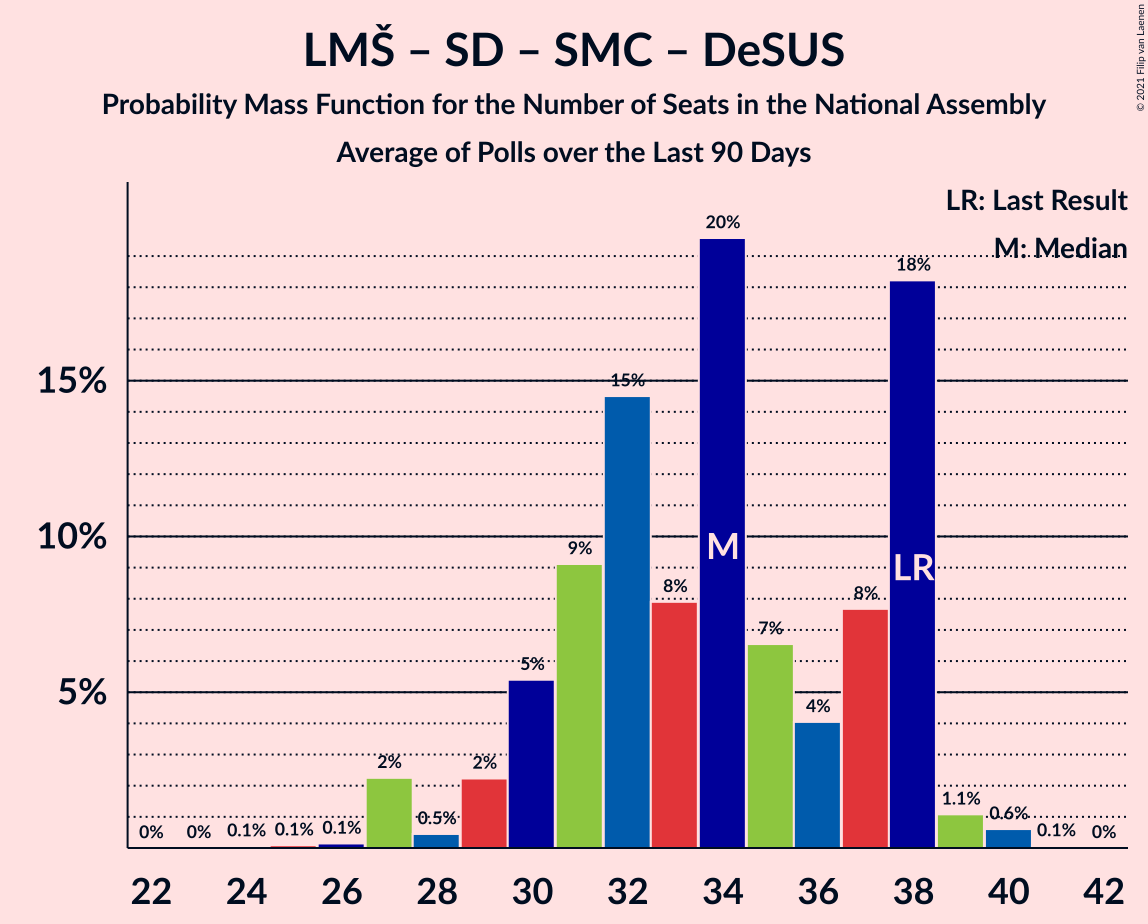 LMŠ – SD – SMC – DeSUS
Probability Mass Function for the Number of Seats in the National Assembly
Average of Polls over the Last 90 Days
© 2021 Filip van Laenen
LR: Last Result
M: Median
20%
18%
15%
15%
10%
9%
8%
8%
7%
5%
5%
4%
2%
2%
1.1%
0.6%
0.5%
0% 0% 0.1% 0.1% 0.1% 0.1% 0%
M
LR
22 24 26 28 30 32 34 36 38 40 42